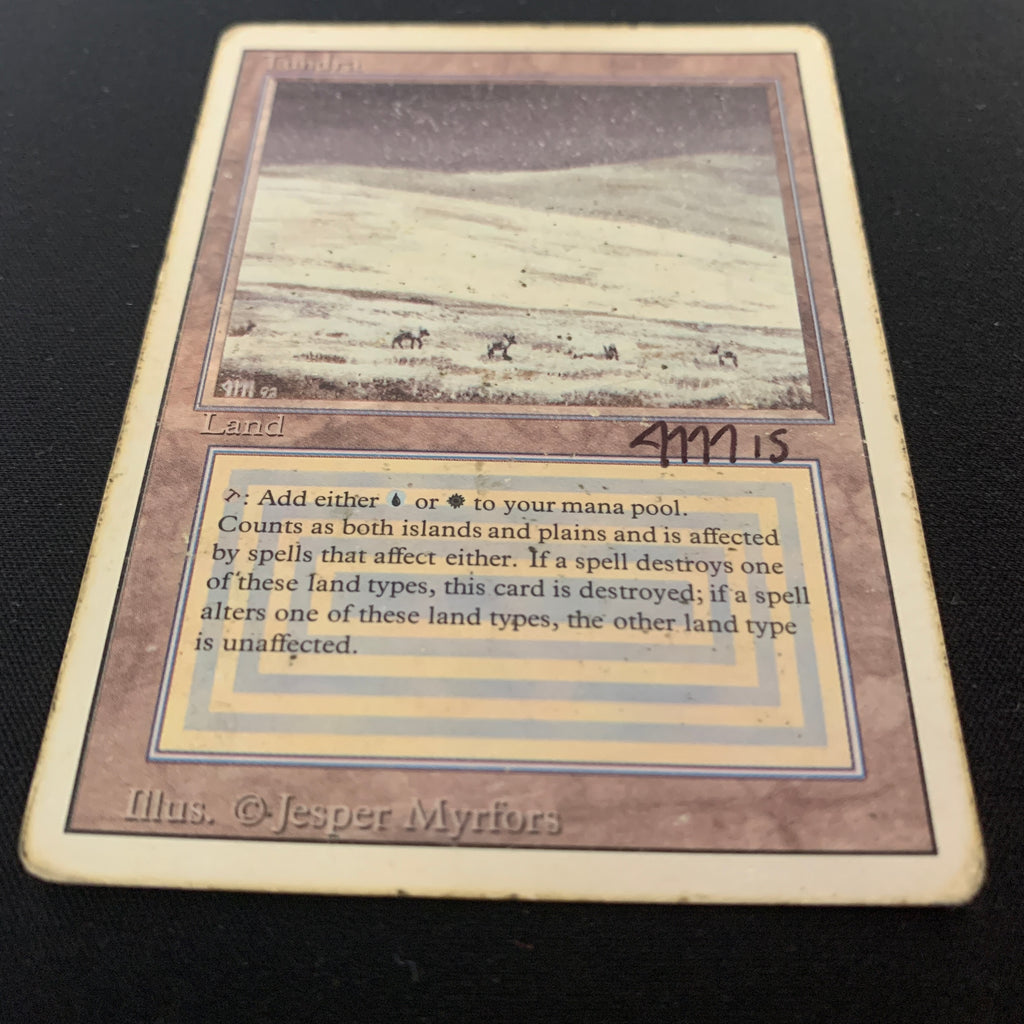 Tundra
Land
: Add either or to your mana pool.
Counts as both islands and plains and is affected
by spells that affect either. If a spell destroys one
of these land types, this card is destroyed; if a spell
alters one of these land types, the other land type
is unaffected.
Illus. © Jesper Myrfors